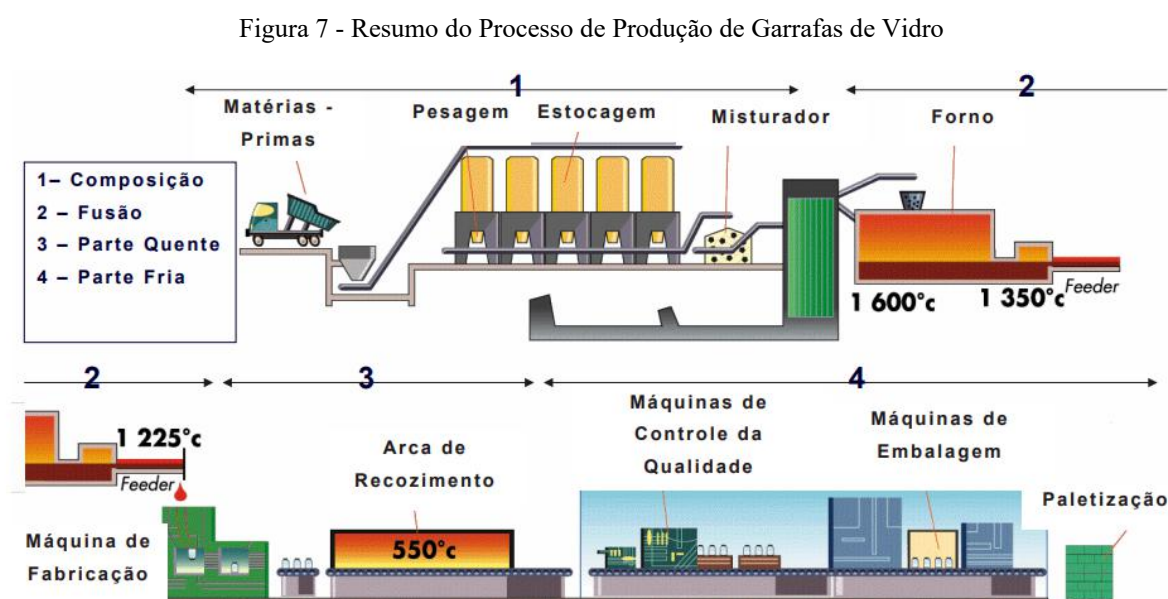 Figura 7 - Resumo do Processo de Produção de Garrafas de Vidro
1
2
Matérias -
Primas
Pesagem
Estocagem
Misturador
Forno
1– Composição
2 – Fusão
3 – Parte Quente
4 – Parte Fria
1 600°c
1 350°c
Feeder
2
3
4
1 225°c
Feeder
Máquina de
Fabricação
Arca de
Recozimento
550°c
Máquinas de
Controle da
Qualidade
Máquinas de
Embalagem
Paletização